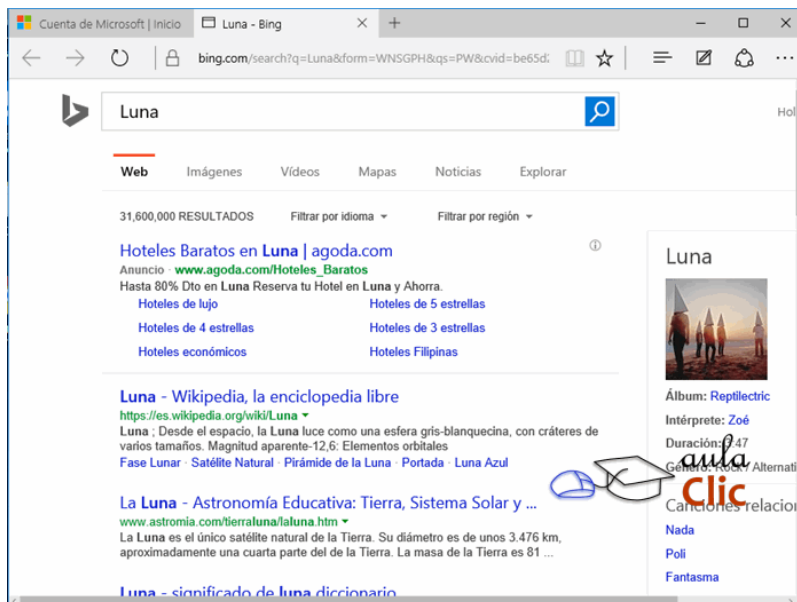 Cuenta de Microsoft | Inicio
Luna - Bing
bing.com/search?q=Luna&form=WNSGPH&qs=PW&cvid=be65d
Luna
Hol
Web Imágenes Vídeos Mapas Noticias Explorar
31,600,000 RESULTADOS Filtrar por idioma Filtrar por región
Hoteles Baratos en Luna | agoda.com
Anuncio · www.agoda.com/Hoteles_Baratos
Hasta 80% Dto en Luna Reserva tu Hotel en Luna y Ahorra.
Hoteles de lujo Hoteles de 5 estrellas
Hoteles de 4 estrellas Hoteles de 3 estrellas
Hoteles económicos Hoteles Filipinas
Luna - Wikipedia, la enciclopedia libre
https://es.wikipedia.org/wiki/Luna
Luna ; Desde el espacio, la Luna luce como una esfera gris-blanquecina, con cráteres de
varios tamaños. Magnitud aparente-12,6: Elementos orbitales
Fase Lunar · Satélite Natural · Pirámide de la Luna · Portada · Luna Azul
La Luna - Astronomía Educativa: Tierra, Sistema Solar y ...
www.astromia.com/tierraluna/laluna.htm
La Luna es el único satélite natural de la Tierra. Su diámetro es de unos 3.476 km,
aproximadamente una cuarta parte del de la Tierra. La masa de la Tierra es 81 ...
Luna - significado de luna diccionario
Luna
Álbum: Reptilectric
Intérprete: Zoé
Duración: :47
Género: Rock / Alternati
Canciones relacion
Nada
Poli
Fantasma
aula
Clic